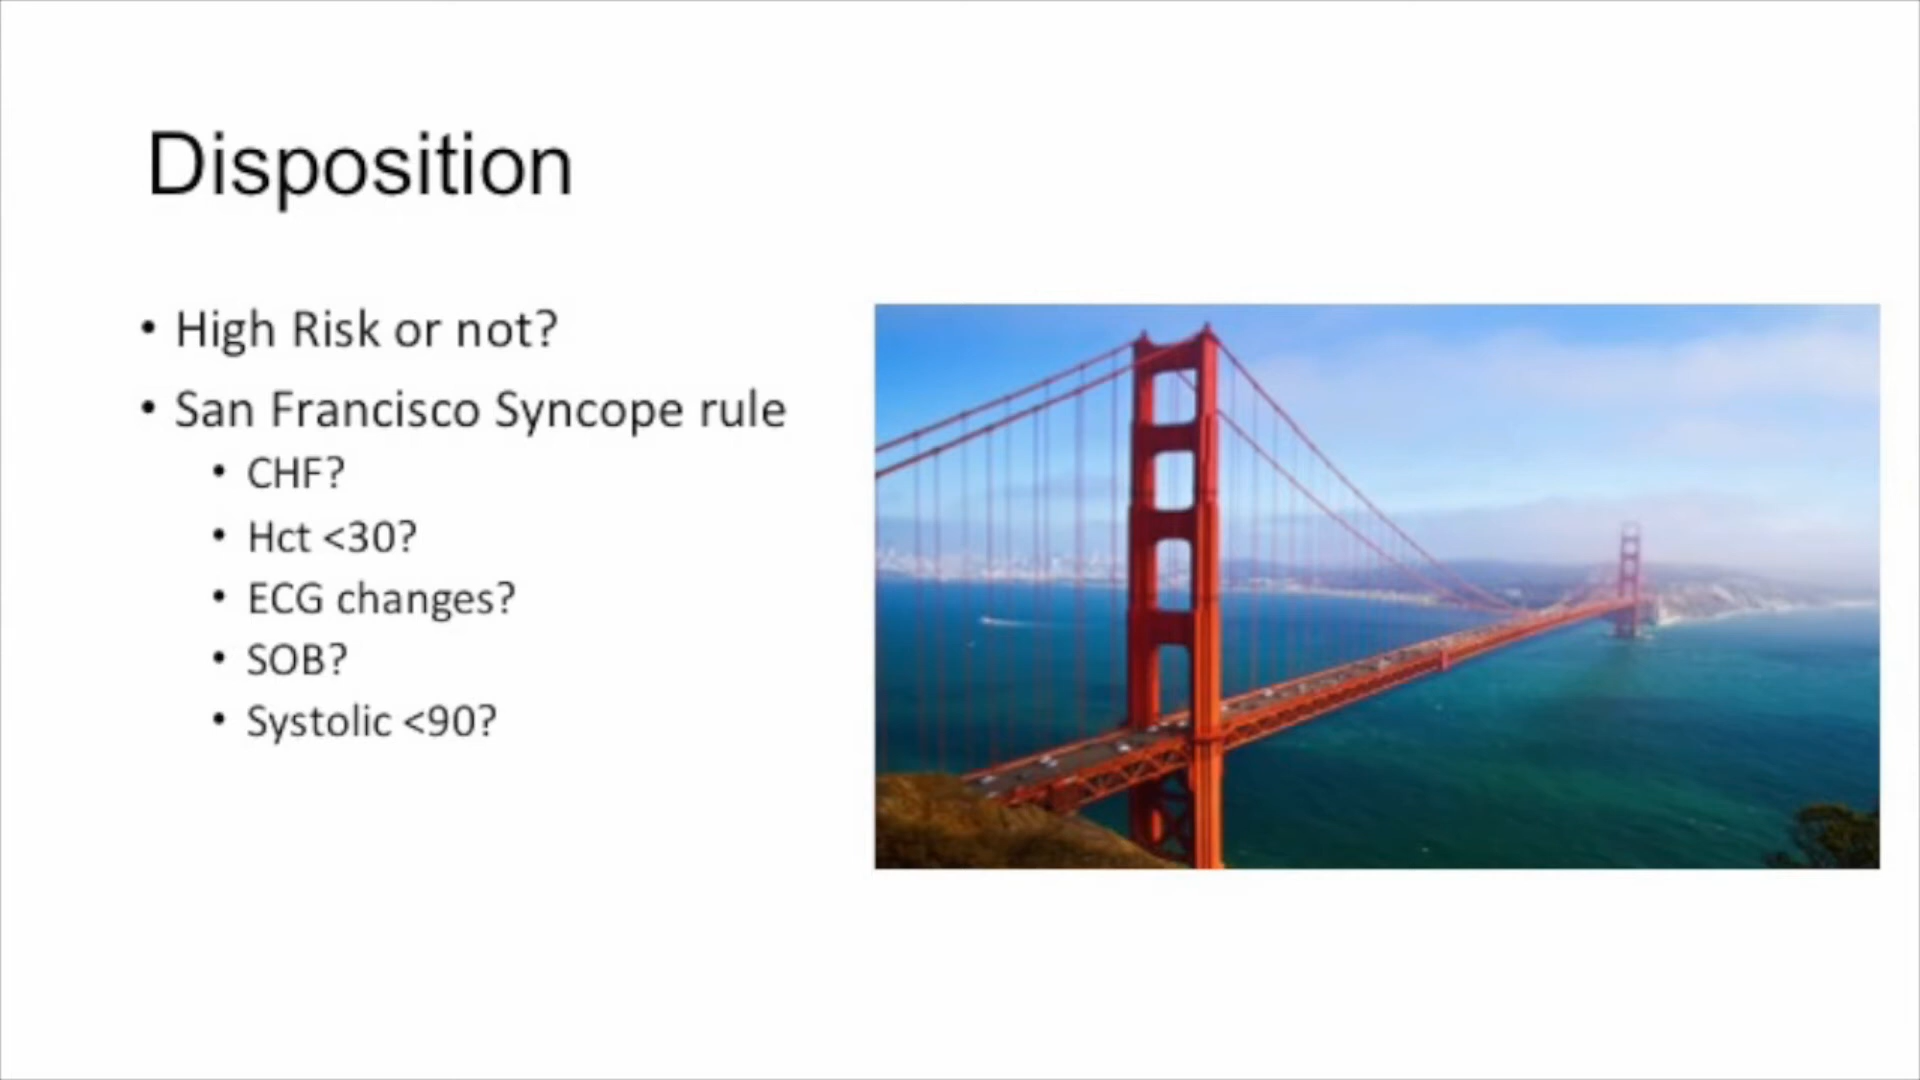 Disposition
• High Risk or not?
• San Francisco Syncope rule
• CHF?
• Hct <30?
• ECG changes?
• SOB?
• Systolic <90?